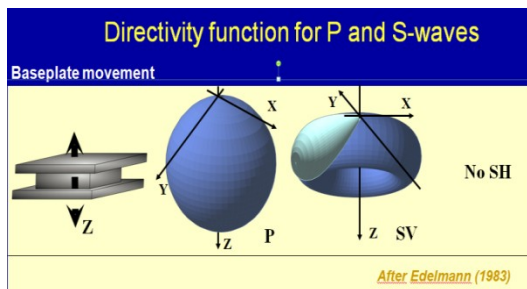 Directivity function for P and S-waves
Baseplate movement
Z
X
Y
Z
P
Y
X
Z
SV
No SH
After Edelmann (1983)